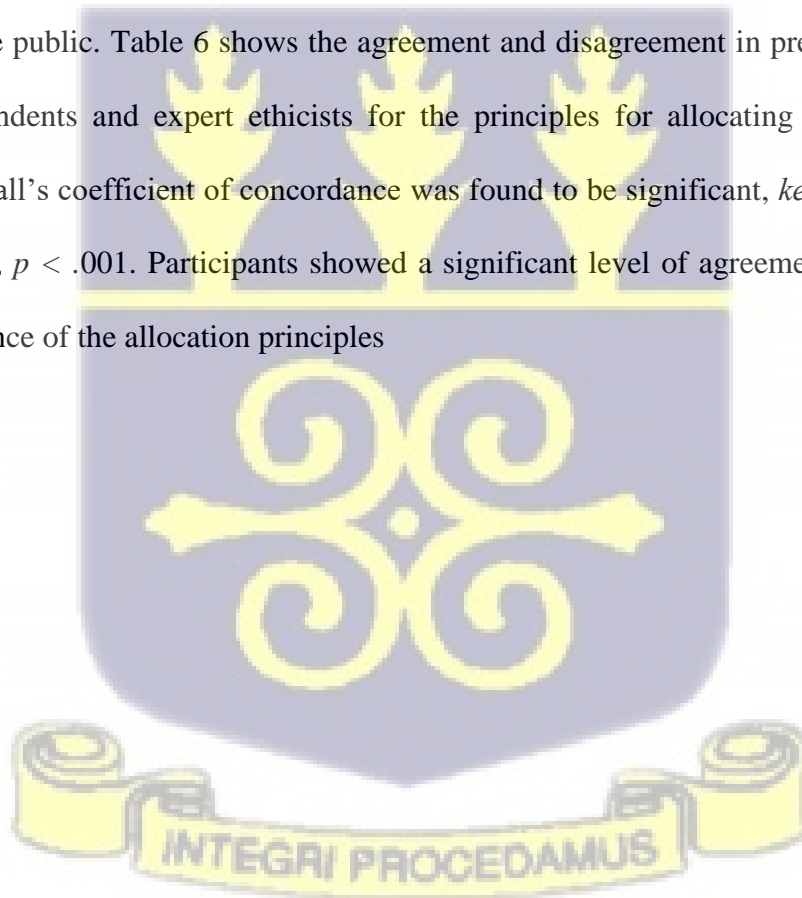 e public. Table 6 shows the agreement and disagreement in pre
ndents and expert ethicists for the principles for allocating
all’s coefficient of concordance was found to be significant, ke
, p < .001. Participants showed a significant level of agreeme
nce of the allocation principles
INTEGRI PROCEDAMUS